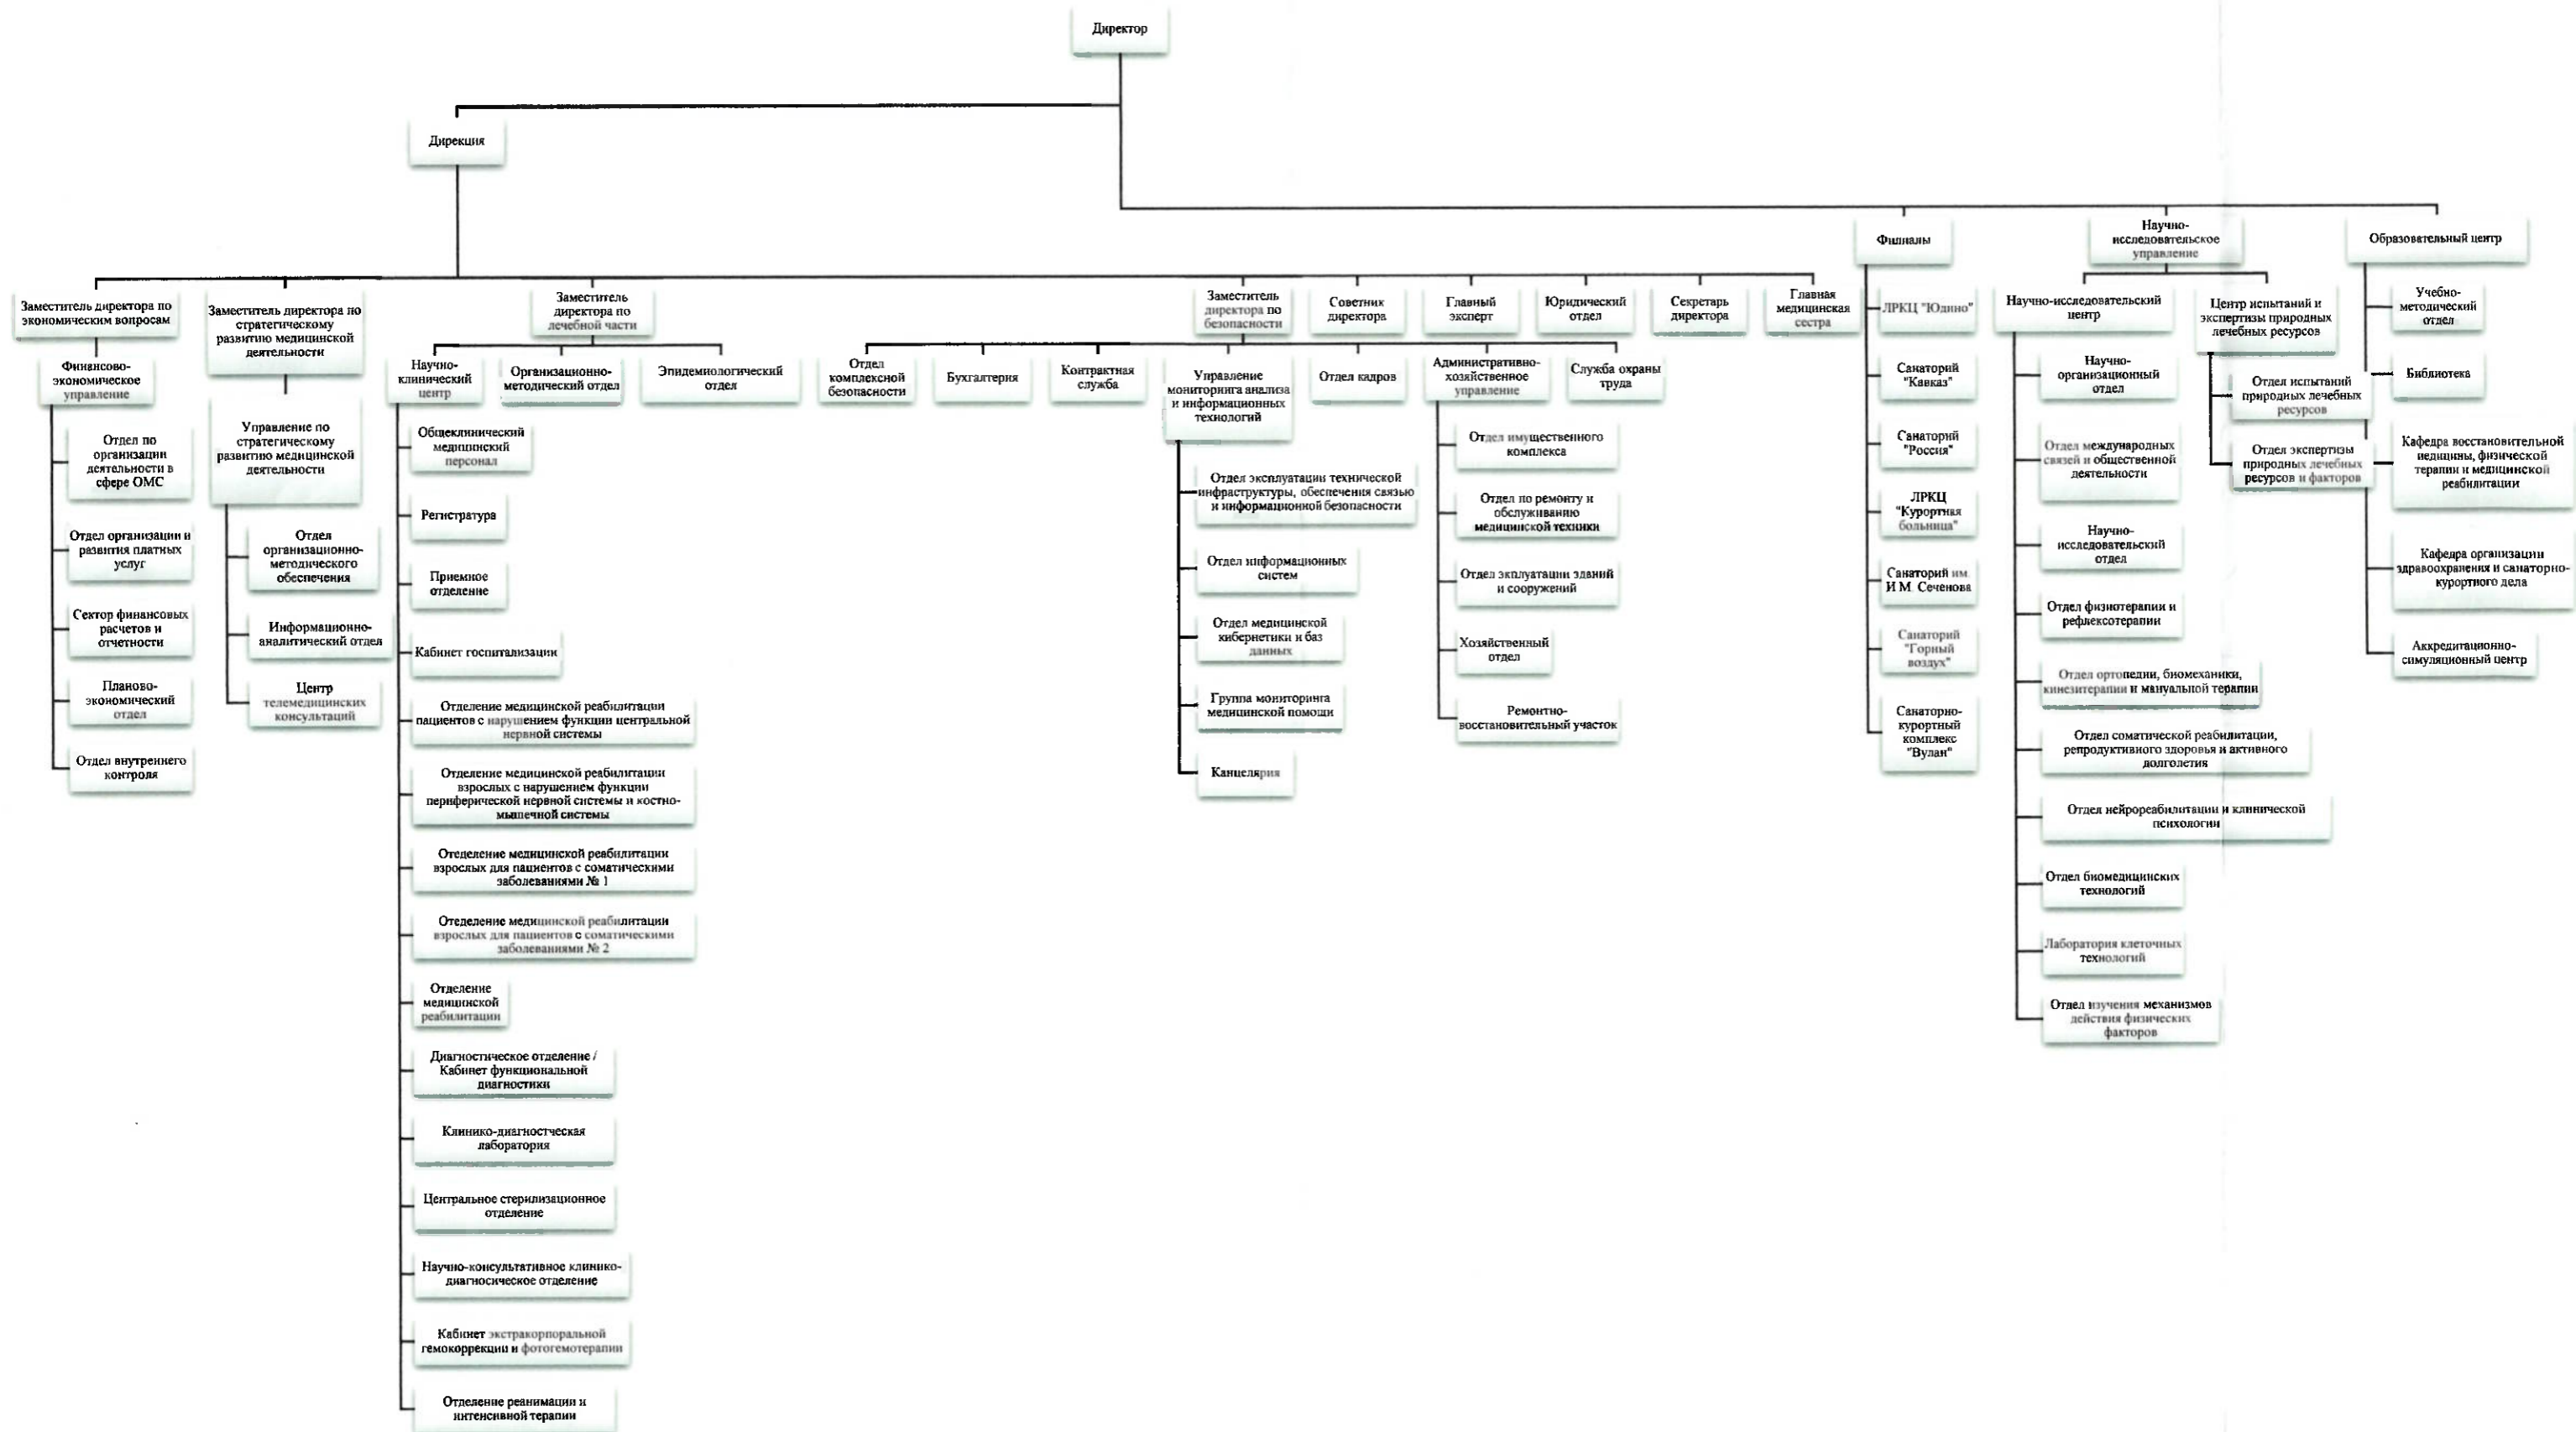 Директор
Дирекция
Заместитель директора по
экономическим вопросам
Финансово-
экономическое
управление
Отдел по
организации
деятельности в
сфере ОМС
Отдел организации и
развития платных
услуг
Сектор финансовых
расчетов и
отчетности
Планово-
экономический
отдел
Отдел внутреннего
контроля
Заместитель директора по
стратегическому
развитию медицинской
деятельности
Управление по
стратегическому
развитию медицинской
деятельности
Отдел
организационно-
методического
обеспечения
Информационно-
аналитический отдел
Центр
телемедицинских
консультаций
Заместитель
директора по
лечебной части
Научно-
клинический
центр
Общеклинический
медицинский
персонал
Регистратура
Приемное
отделение
Кабинет госпитализации
Отделение медицинской реабилитации
пациентов с нарушением функции центральной
нервной системы
Отделение медицинской реабилитации
взрослых с нарушением функции
периферической нервной системы и костно-
мышечной системы
Отеделение медицинской реабилитации
взрослых для пациентов с соматическими
заболеваниями № 1
Отеделение медицинской реабилитации
взрослых для пациентов с соматическими
заболеваниями № 2
Отделение
медицинской
реабилитации
Диагностическое отделение /
Кабинет функциональной
диагностики
Клинико-диагностческая
лаборатория
Центральное стерилизационное
отделение
Научно-консультативное клинико-
диагносическое отделение
Кабинет экстракорпоральной
гемокоррекции и фотогемотерапии
Отделение реанимации и
интенсивной терапии
Организационно-
методический отдел
Эпидемиологический
отдел
Заместитель
директора по
безопасности
Отдел
комплексной
безопасности
Бухгалтерия
Контрактная
служба
Управление
мониторинга анализа
и информационных
технологий
Отдел эксплуатации технической
инфраструктуры, обеспечения связью
и информационной безопасности
Отдел информационных
систем
Отдел медицинской
кибернетики и баз
данных
Группа мониторинга
медицинской помощи
Канцелярия
Отдел кадров
Административно-
хозяйственное
управление
Отдел имущественного
комплекса
Отдел по ремонту и
обслуживанию
медицинской техники
Отдел экплуатации зданий
и сооружений
Хозяйственный
отдел
Ремонтно-
восстановительный участок
Служба охраны
труда
Советник
директора
Главный
эксперт
Юридический
отдел
Секретарь
директора
Главная
медицинская
сестра
Филиалы
ЛРКЦ "Юдино"
Санаторий
"Кавказ"
Санаторий
"Россия"
ЛРКЦ
"Курортная
больница"
Санаторий им.
И.М. Сеченова
Санаторий
"Горный
воздух"
Санаторно-
курортный
комплекс
"Вулан"
Научно-
исследовательское
управление
Научно-исследовательский
центр
Научно-
организационный
отдел
Отдел международных
связей и общественной
деятельности
Научно-
исследовательский
отдел
Отдел физиотерапии и
рефлексотерапии
Отдел ортопедии, биомеханики,
кинезитерапии и мануальной терапии
Отдел соматической реабилитации,
репродуктивного здоровья и активного
долголетия
Отдел нейрореабилитации и клинической
психологии
Отдел биомедицинских
технологий
Лаборатория клеточных
технологий
Отдел изучения механизмов
действия физических
факторов
Центр испытаний и
экспертизы природных
лечебных ресурсов
Отдел испытаний
природных лечебных
ресурсов
Отдел экспертизы
природных лечебных
ресурсов и факторов
Образовательный центр
Учебно-
методический
отдел
Библиотека
Кафедра восстановительной
медицины, физической
терапии и медицинской
реабилитации
Кафедра организации
здравоохранения и санаторно-
курортного дела
Аккредитационно-
симуляционный центр